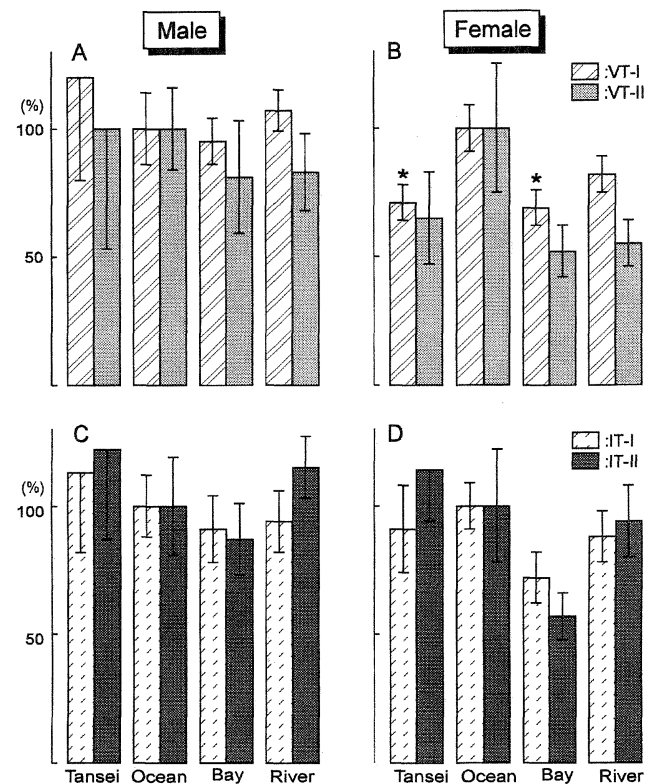 Male
Female
A
B
:VT-I
:VT-II
(%)
100
50
*
*
C
D
:IT-I
:IT-II
(%)
100
50
Tansei Ocean Bay River
Tansei Ocean Bay River